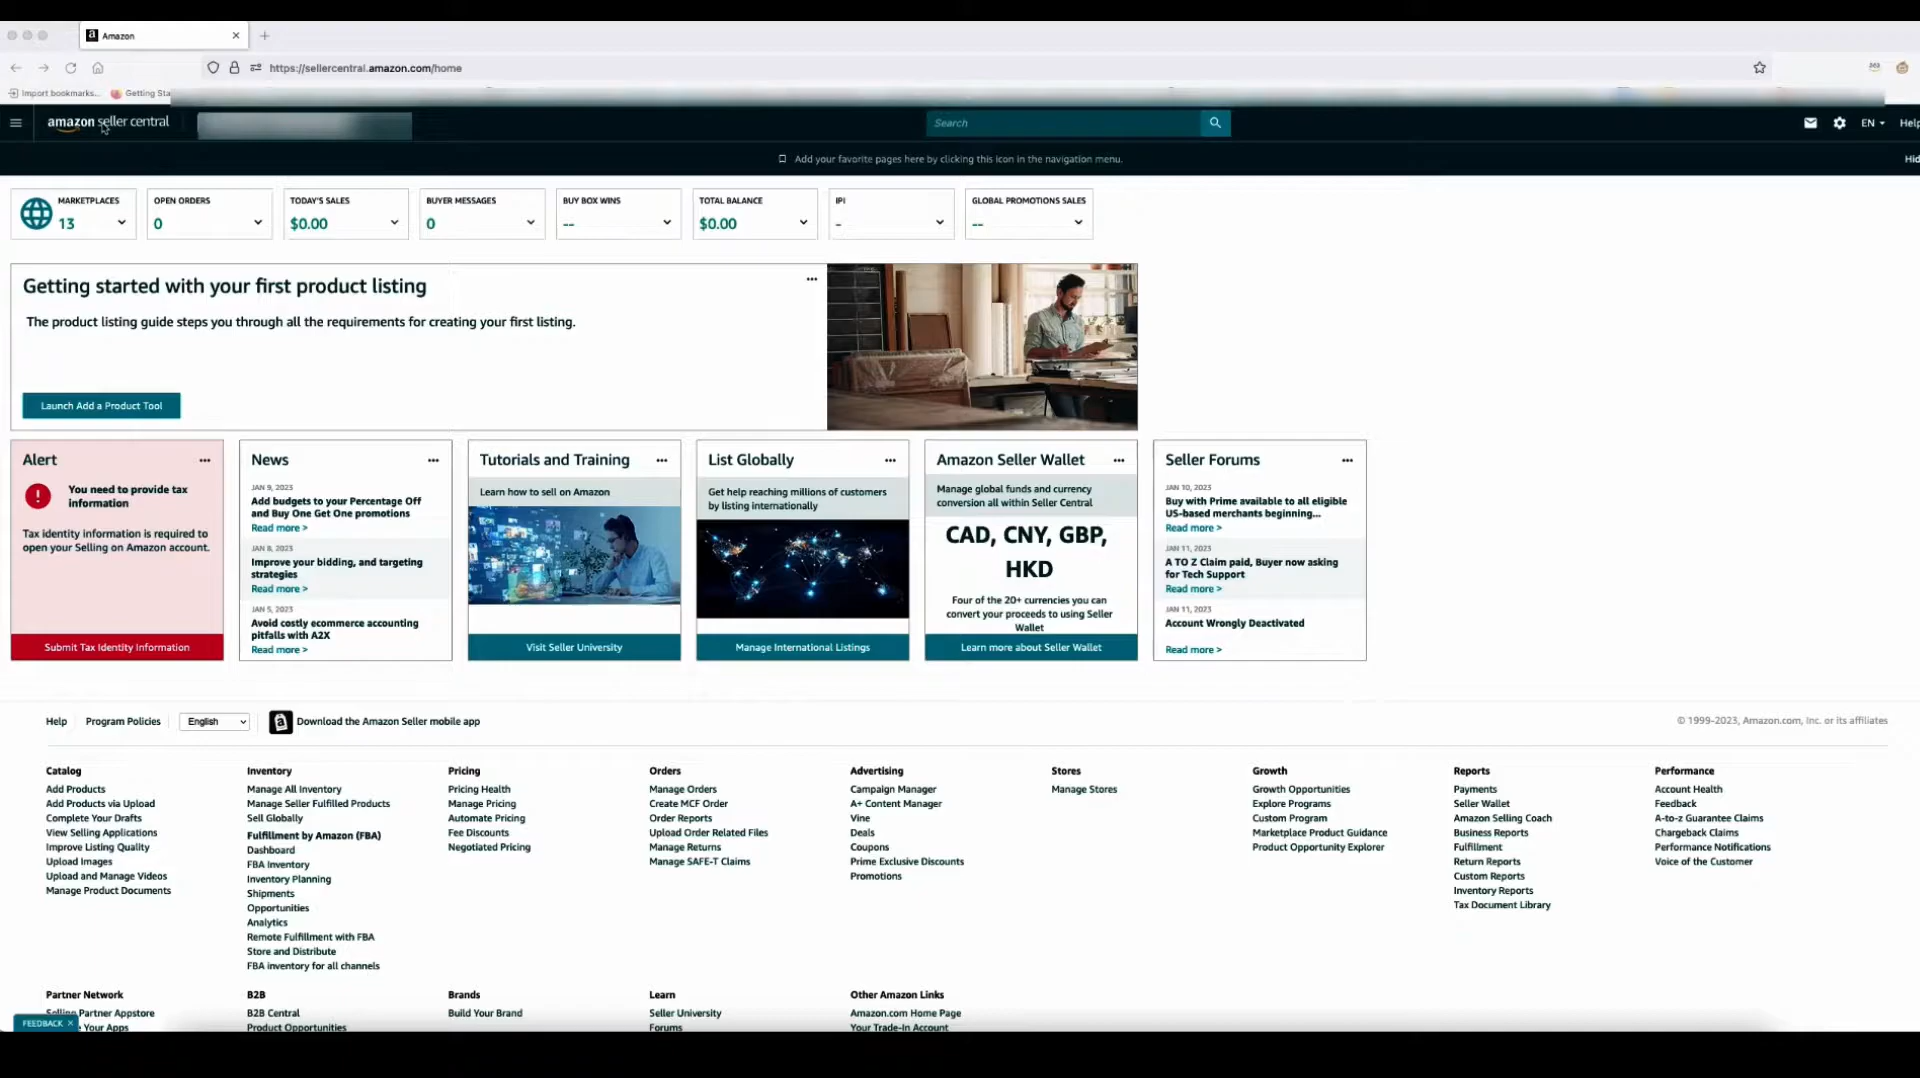 Amazon
https://sellercentral.amazon.com/home
Import bookmarks...
Getting Sta
amazon seller central
Search
EN
Help
Add your favorite pages here by clicking this icon in the navigation menu.
Hid
MARKETPLACES
13
OPEN ORDERS
0
TODAY'S SALES
$0.00
BUYER MESSAGES
0
BUY BOX WINS
--
TOTAL BALANCE
$0.00
IPI
-
GLOBAL PROMOTIONS SALES
--
Getting started with your first product listing
The product listing guide steps you through all the requirements for creating your first listing.
Launch Add a Product Tool
Alert
You need to provide tax
information
Tax identity information is required to
open your Selling on Amazon account.
Submit Tax Identity Information
News
JAN 9, 2023
Add budgets to your Percentage Off
and Buy One Get One promotions
Read more >
JAN 8, 2023
Improve your bidding, and targeting
strategies
Read more >
JAN 5, 2023
Avoid costly ecommerce accounting
pitfalls with A2X
Read more >
Tutorials and Training
Learn how to sell on Amazon
Visit Seller University
List Globally
Get help reaching millions of customers
by listing internationally
Manage International Listings
Amazon Seller Wallet
Manage global funds and currency
conversion all within Seller Central
CAD, CNY, GBP,
HKD
Four of the 20+ currencies you can
convert your proceeds to using Seller
Wallet
Learn more about Seller Wallet
Seller Forums
JAN 10, 2023
Buy with Prime available to all eligible
US-based merchants beginning...
Read more >
JAN 11, 2023
A TO Z Claim paid, Buyer now asking
for Tech Support
Read more >
JAN 11, 2023
Account Wrongly Deactivated
Read more >
Help
Program Policies
English
Download the Amazon Seller mobile app
© 1999-2023, Amazon.com, Inc. or its affiliates
Catalog
Add Products
Add Products via Upload
Complete Your Drafts
View Selling Applications
Improve Listing Quality
Upload Images
Upload and Manage Videos
Manage Product Documents
Inventory
Manage All Inventory
Manage Seller Fulfilled Products
Sell Globally
Fulfillment by Amazon (FBA)
Dashboard
FBA Inventory
Inventory Planning
Shipments
Opportunities
Analytics
Remote Fulfillment with FBA
Store and Distribute
FBA inventory for all channels
Pricing
Pricing Health
Manage Pricing
Automate Pricing
Fee Discounts
Negotiated Pricing
Orders
Manage Orders
Create MCF Order
Order Reports
Upload Order Related Files
Manage Returns
Manage SAFE-T Claims
Advertising
Campaign Manager
A+ Content Manager
Vine
Deals
Coupons
Prime Exclusive Discounts
Promotions
Stores
Manage Stores
Growth
Growth Opportunities
Explore Programs
Custom Program
Marketplace Product Guidance
Product Opportunity Explorer
Reports
Payments
Seller Wallet
Amazon Selling Coach
Business Reports
Fulfillment
Return Reports
Custom Reports
Inventory Reports
Tax Document Library
Performance
Account Health
Feedback
A-to-z Guarantee Claims
Chargeback Claims
Performance Notifications
Voice of the Customer
Partner Network
Selling Partner Appstore
Your Apps
B2B
B2B Central
Product Opportunities
Brands
Build Your Brand
Learn
Seller University
Forums
Other Amazon Links
Amazon.com Home Page
Your Trade-In Account
FEEDBACK